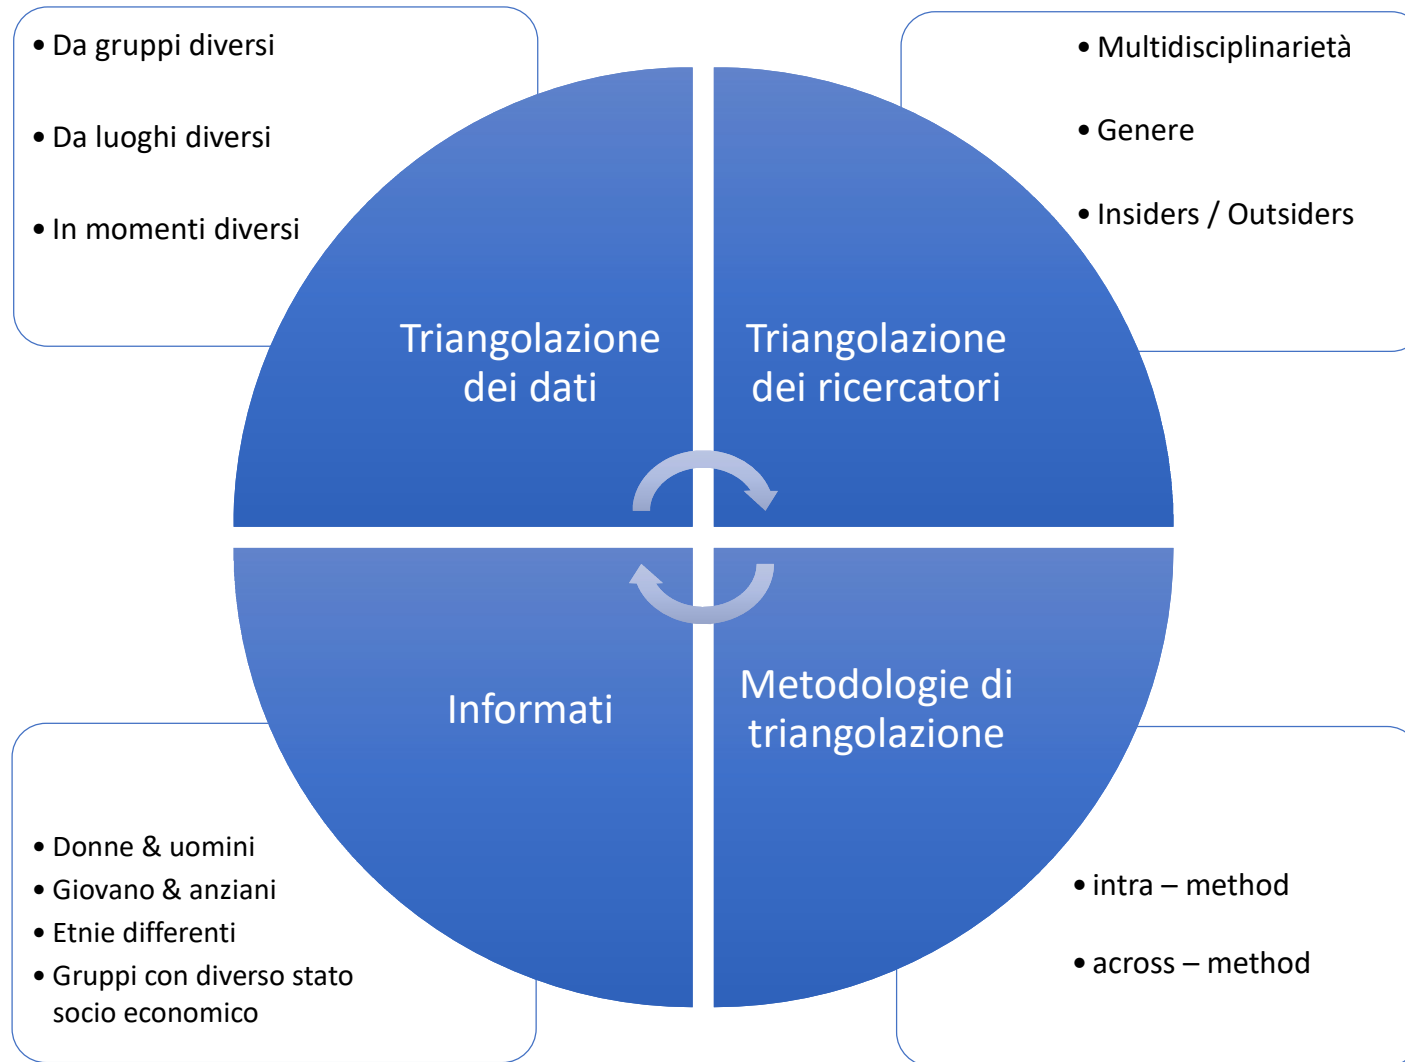 • Da gruppi diversi
• Da luoghi diversi
• In momenti diversi
• Multidisciplinarietà
• Genere
• Insiders / Outsiders
Triangolazione
dei dati
Triangolazione
dei ricercatori
Informati
Metodologie di
triangolazione
• Donne & uomini
• Giovano & anziani
• Etnie differenti
• Gruppi con diverso stato
socio economico
• intra – method
• across – method